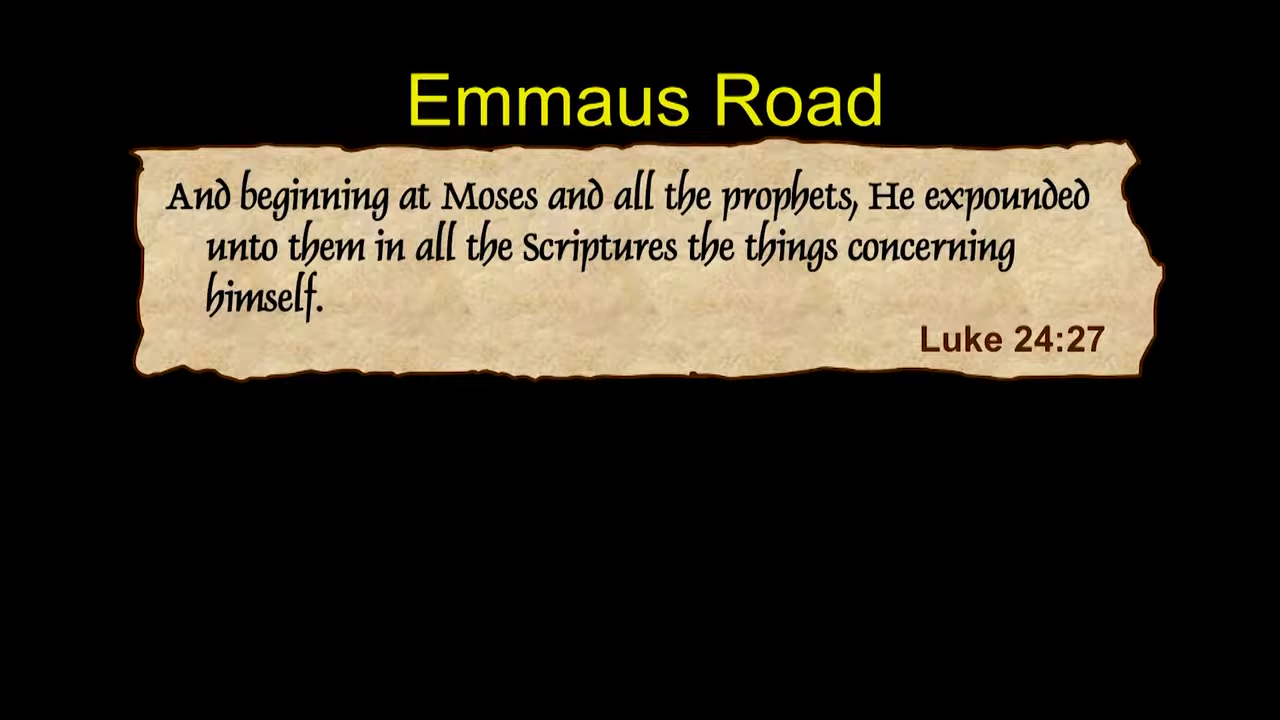 Emmaus Road
And beginning at Moses and all the prophets, He expounded
unto them in all the Scriptures the things concerning
himself.
Luke 24:27